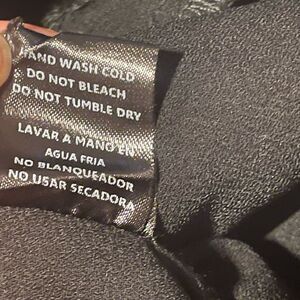 HAND WASH COLD
DO NOT BLEACH
DO NOT TUMBLE DRY
LAVAR A MANO EN
AGUA FRIA
NO BLANQUEADOR
NO USAR SECADORA